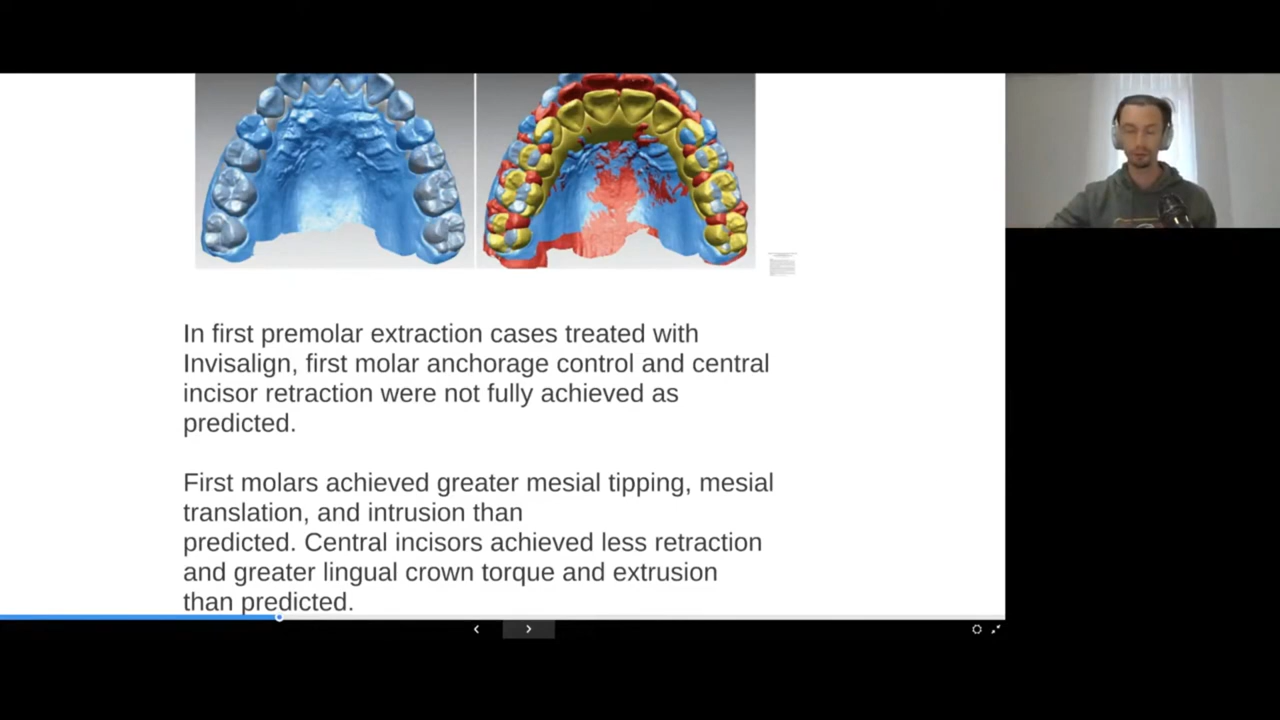 In first premolar extraction cases treated with
Invisalign, first molar anchorage control and central
incisor retraction were not fully achieved as
predicted.
First molars achieved greater mesial tipping, mesial
translation, and intrusion than
predicted. Central incisors achieved less retraction
and greater lingual crown torque and extrusion
than predicted.